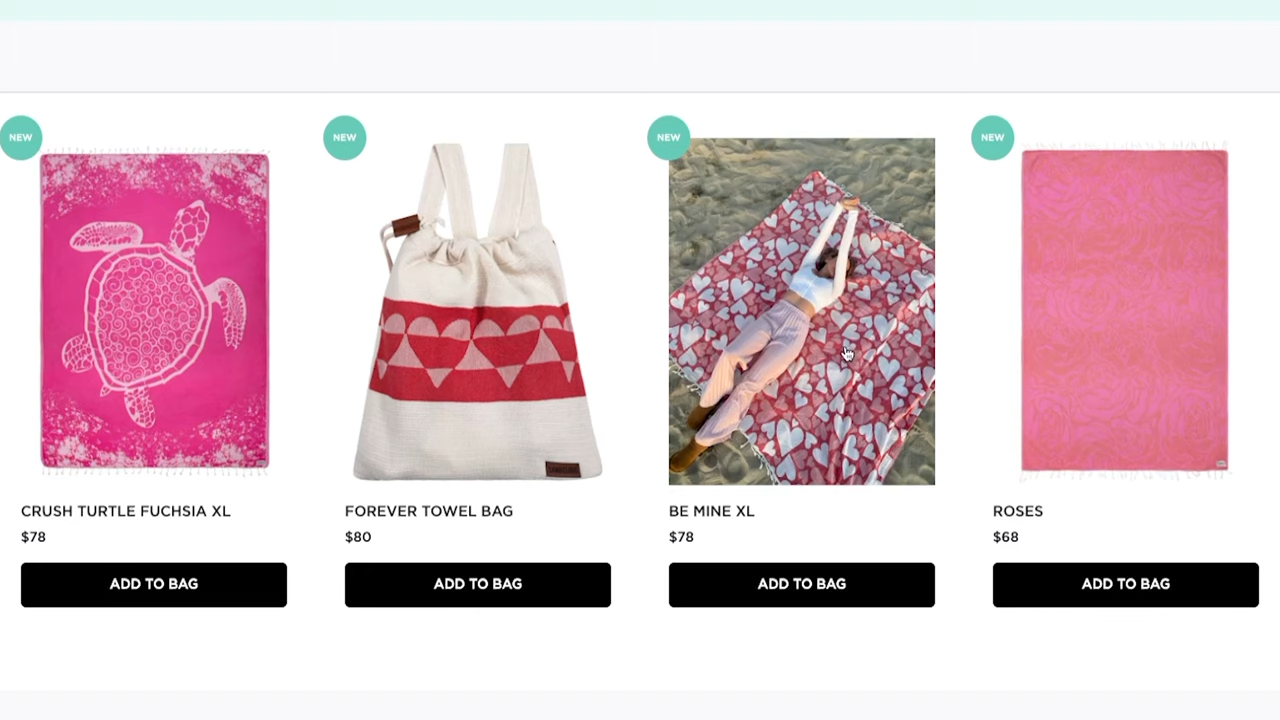 NEW
NEW
NEW
NEW
CRUSH TURTLE FUCHSIA XL
$78
ADD TO BAG
FOREVER TOWEL BAG
$80
ADD TO BAG
BE MINE XL
$78
ADD TO BAG
ROSES
$68
ADD TO BAG